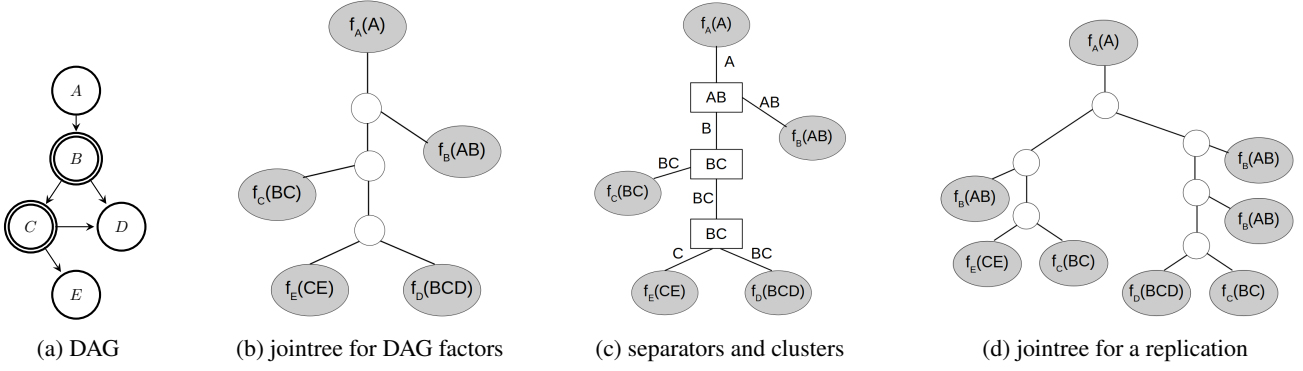 A
B
C
D
E
(a) DAG
f_A(A)
f_B(AB)
f_C(BC)
f_E(CE)
f_D(BCD)
(b) jointree for DAG factors
f_A(A)
A
AB
AB
f_B(AB)
B
BC
BC
f_C(BC)
BC
BC
C
BC
f_E(CE)
f_D(BCD)
(c) separators and clusters
f_A(A)
f_B(AB)
f_B(AB)
f_B(AB)
f_E(CE)
f_C(BC)
f_D(BCD)
f_C(BC)
(d) jointree for a replication